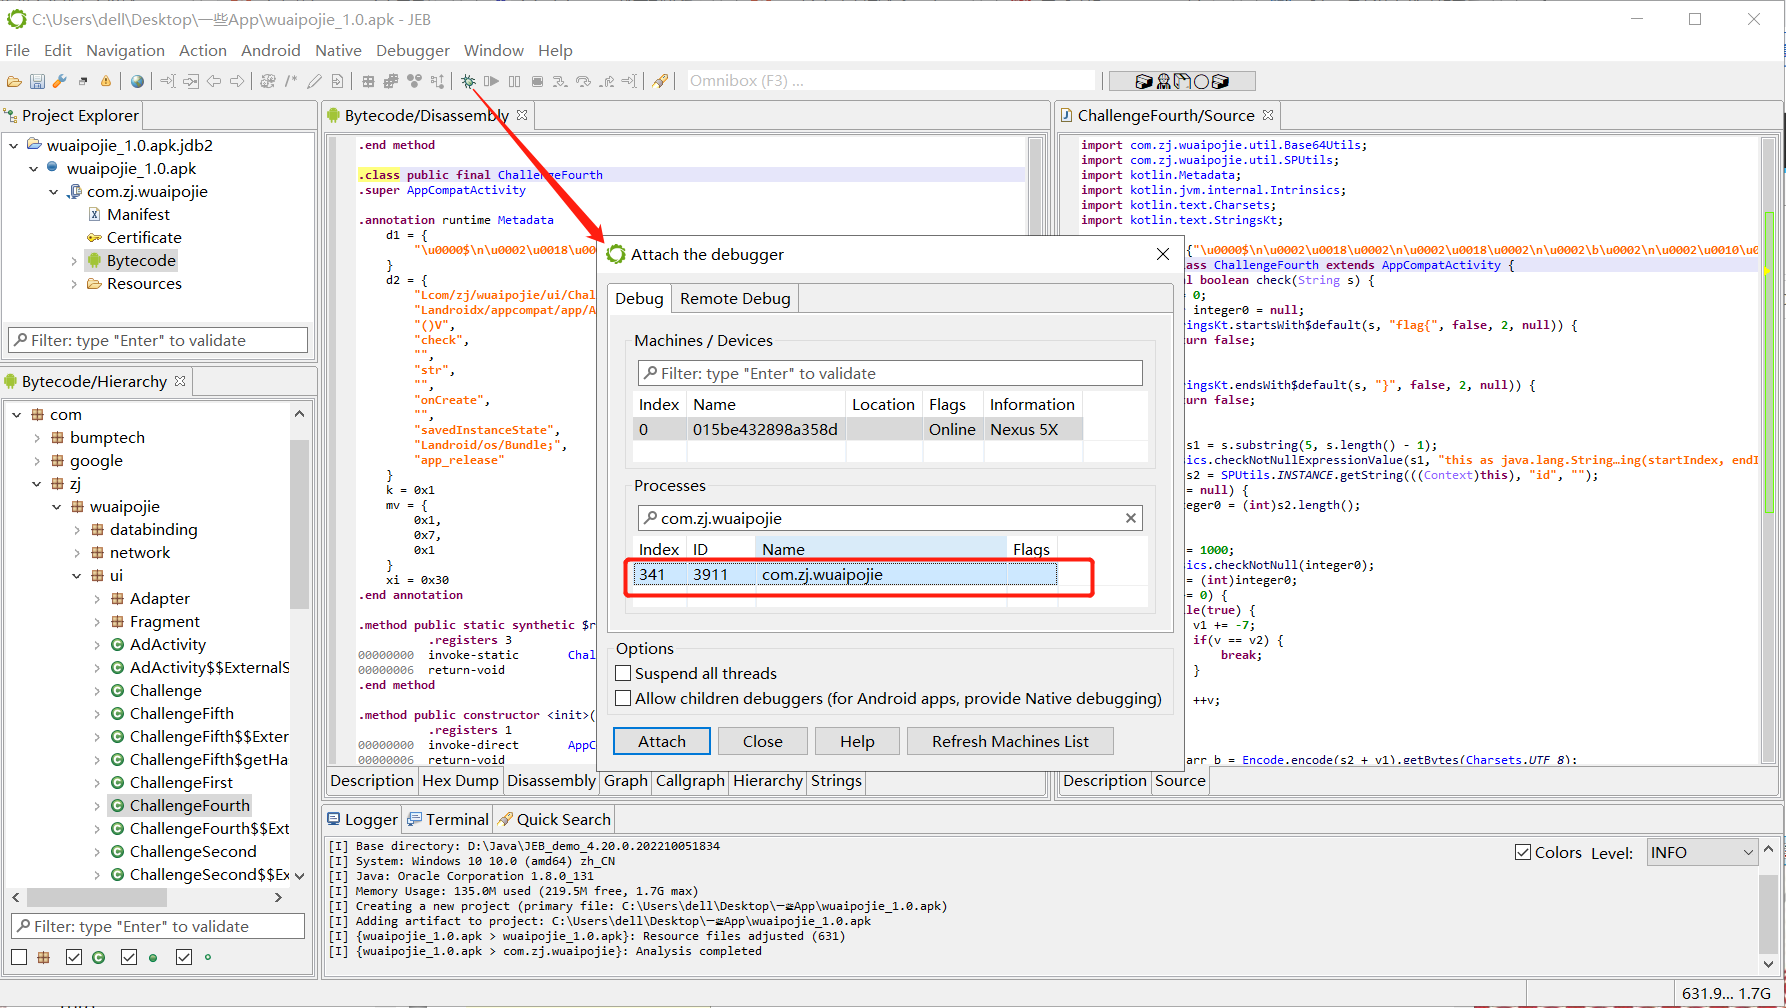 C:\Users\dell\Desktop\一些App\wuaipojie_1.0.apk - JEB
File Edit Navigation Action Android Native Debugger Window Help
Omnibox (F3) ...
Project Explorer
wuaipojie_1.0.apk.jdb2
wuaipojie_1.0.apk
com.zj.wuaipojie
Manifest
Certificate
Bytecode
Resources
Filter: type "Enter" to validate
Bytecode/Hierarchy
com
bumptech
google
zj
wuaipojie
databinding
network
ui
Adapter
Fragment
AdActivity
AdActivity$$ExternalS
Challenge
ChallengeFifth
ChallengeFifth$$Exter
ChallengeFifth$getHa
ChallengeFirst
ChallengeFourth
ChallengeFourth$$Ext
ChallengeSecond
ChallengeSecond$$Ex
Filter: type "Enter" to validate
Bytecode/Disassembly
.end method
.class public final ChallengeFourth
.super AppCompatActivity
.annotation runtime Metadata
d1 = {
"\u0000$\n\u0002\u0018\u00
}
d2 = {
"Lcom/zj/wuaipojie/ui/Chal
"Landroidx/appcompat/app/A
"()V",
"check",
"",
"str",
"",
"onCreate",
"",
"savedInstanceState",
"Landroid/os/Bundle;",
"app_release"
}
k = 0x1
mv = {
0x1,
0x7,
0x1
}
xi = 0x30
.end annotation
.method public static synthetic $r
.registers 3
00000000 invoke-static Chal
00000006 return-void
.end method
.method public constructor <init>(
.registers 1
00000000 invoke-direct AppC
00000006 return-void
Description Hex Dump Disassembly Graph Callgraph Hierarchy Strings
ChallengeFourth/Source
import com.zj.wuaipojie.util.Base64Utils;
import com.zj.wuaipojie.util.SPUtils;
import kotlin.Metadata;
import kotlin.jvm.internal.Intrinsics;
import kotlin.text.Charsets;
import kotlin.text.StringsKt;
{"\u0000$\n\u0002\u0018\u0002\n\u0002\u0018\u0002\n\u0002\b\u0002\n\u0002\u0010\u0
ass ChallengeFourth extends AppCompatActivity {
l boolean check(String s) {
= 0;
integer0 = null;
ringsKt.startsWith$default(s, "flag{", false, 2, null)) {
urn false;
ringsKt.endsWith$default(s, "}", false, 2, null)) {
urn false;
s1 = s.substring(5, s.length() - 1);
ics.checkNotNullExpressionValue(s1, "this as java.lang.String…ing(startIndex, endI
s2 = SPUtils.INSTANCE.getString(((Context)this), "id", "");
= null) {
eger0 = (int)s2.length();
= 1000;
ics.checkNotNull(integer0);
= (int)integer0;
= 0) {
le(true) {
v1 += -7;
if(v == v2) {
break;
}
++v;
arr b = Encode.encode(s2 + v1).getBytes(Charsets.UTF_8);
Description Source
Attach the debugger
Debug Remote Debug
Machines / Devices
Filter: type "Enter" to validate
Index Name Location Flags Information
0 015be432898a358d Online Nexus 5X
Processes
com.zj.wuaipojie
Index ID Name Flags
341 3911 com.zj.wuaipojie
Options
Suspend all threads
Allow children debuggers (for Android apps, provide Native debugging)
Attach Close Help Refresh Machines List
Logger Terminal Quick Search
[I] Base directory: D:\Java\JEB_demo_4.20.0.202210051834
[I] System: Windows 10 10.0 (amd64) zh_CN
[I] Java: Oracle Corporation 1.8.0_131
[I] Memory Usage: 135.0M used (219.5M free, 1.7G max)
[I] Creating a new project (primary file: C:\Users\dell\Desktop\一些App\wuaipojie_1.0.apk)
[I] Adding artifact to project: C:\Users\dell\Desktop\一些App\wuaipojie_1.0.apk
[I] {wuaipojie_1.0.apk > wuaipojie_1.0.apk}: Resource files adjusted (631)
[I] {wuaipojie_1.0.apk > com.zj.wuaipojie}: Analysis completed
Colors Level: INFO
631.9... 1.7G